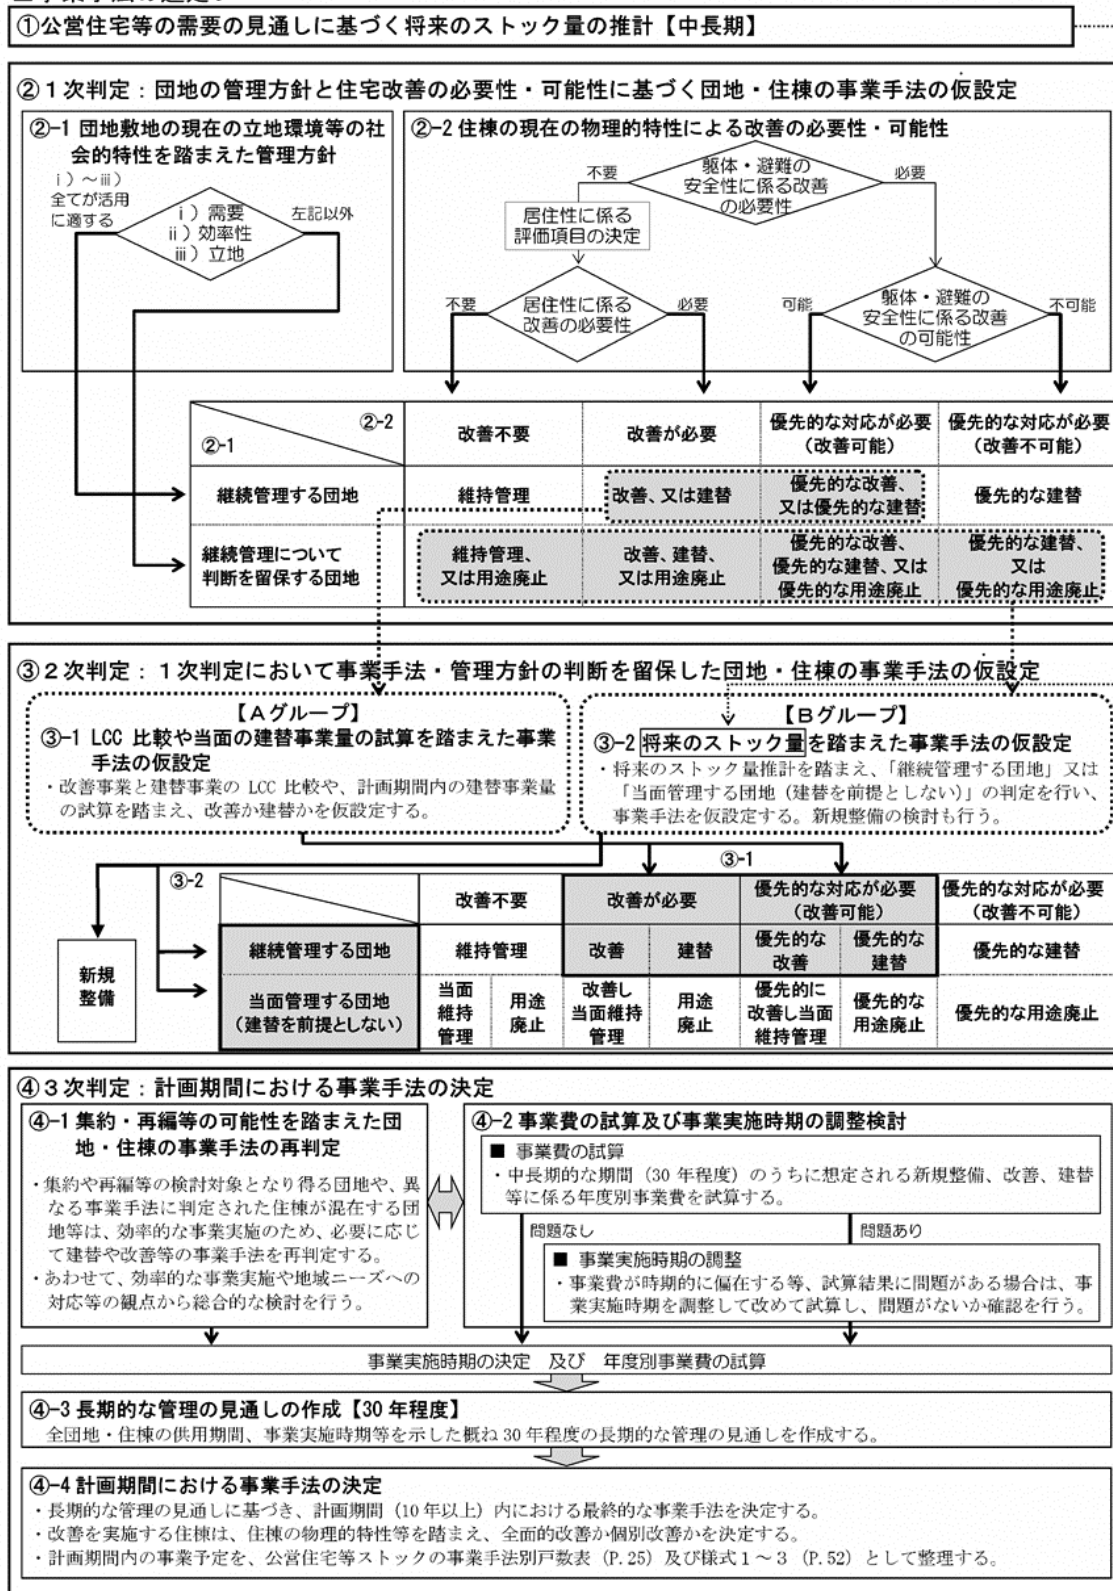 ①公営住宅等の需要の見通しに基づく将来のストック量の推計【中長期】
②1次判定：団地の管理方針と住宅改善の必要性・可能性に基づく団地・住棟の事業手法の仮設定
②-1 団地敷地の現在の立地環境等の社
会的特性を踏まえた管理方針
ⅰ）～ⅲ）
全てが活用
に適する
ⅰ）需要
ⅱ）効率性
ⅲ）立地
左記以外
②-2 住棟の現在の物理的特性による改善の必要性・可能性
不要
躯体・避難の
安全性に係る改善
の必要性
必要
居住性に係る
評価項目の決定
不要
居住性に係る
改善の必要性
必要
可能
躯体・避難の
安全性に係る改善
の可能性
不可能
②-2
②-1
改善不要
改善が必要
優先的な対応が必要
（改善可能）
優先的な対応が必要
（改善不可能）
継続管理する団地
維持管理
改善、又は建替
優先的な改善、
又は優先的な建替
優先的な建替
継続管理について
判断を留保する団地
維持管理、
又は用途廃止
改善、建替、
又は用途廃止
優先的な改善、
優先的な建替、又は
優先的な用途廃止
優先的な建替、
又は
優先的な用途廃止
③2次判定：1次判定において事業手法・管理方針の判断を留保した団地・住棟の事業手法の仮設定
【Aグループ】
③-1 LCC 比較や当面の建替事業量の試算を踏まえた事業
手法の仮設定
・改善事業と建替事業の LCC 比較や、計画期間内の建替事業量
の試算を踏まえ、改善か建替かを仮設定する。
【Bグループ】
③-2 将来のストック量を踏まえた事業手法の仮設定
・将来のストック量推計を踏まえ、「継続管理する団地」又は
「当面管理する団地（建替を前提としない）」の判定を行い、
事業手法を仮設定する。新規整備の検討も行う。
③-1
③-2
新規
整備
改善不要
改善が必要
優先的な対応が必要
（改善可能）
優先的な対応が必要
（改善不可能）
継続管理する団地
維持管理
改善
建替
優先的な
改善
優先的な
建替
優先的な建替
当面管理する団地
（建替を前提としない）
当面
維持
管理
用途
廃止
改善し
当面維持
管理
用途
廃止
優先的に
改善し当面
維持管理
優先的な
用途廃止
優先的な用途廃止
④3次判定：計画期間における事業手法の決定
④-1 集約・再編等の可能性を踏まえた団
地・住棟の事業手法の再判定
・集約や再編等の検討対象となり得る団地や、異
なる事業手法に判定された住棟が混在する団
地等は、効率的な事業実施のため、必要に応じ
て建替や改善等の事業手法を再判定する。
・あわせて、効率的な事業実施や地域ニーズへの
対応等の観点から総合的な検討を行う。
④-2 事業費の試算及び事業実施時期の調整検討
■ 事業費の試算
・中長期的な期間（30 年程度）のうちに想定される新規整備、改善、建替
等に係る年度別事業費を試算する。
問題なし
問題あり
■ 事業実施時期の調整
・事業費が時期的に偏在する等、試算結果に問題がある場合は、事
業実施時期を調整して改めて試算し、問題がないか確認を行う。
事業実施時期の決定 及び 年度別事業費の試算
④-3 長期的な管理の見通しの作成【30 年程度】
全団地・住棟の供用期間、事業実施時期等を示した概ね 30 年程度の長期的な管理の見通しを作成する。
④-4 計画期間における事業手法の決定
・長期的な管理の見通しに基づき、計画期間（10 年以上）内における最終的な事業手法を決定する。
・改善を実施する住棟は、住棟の物理的特性等を踏まえ、全面的改善か個別改善かを決定する。
・計画期間内の事業予定を、公営住宅等ストックの事業手法別戸数表（P. 25）及び様式１～３（P. 52）として整理する。